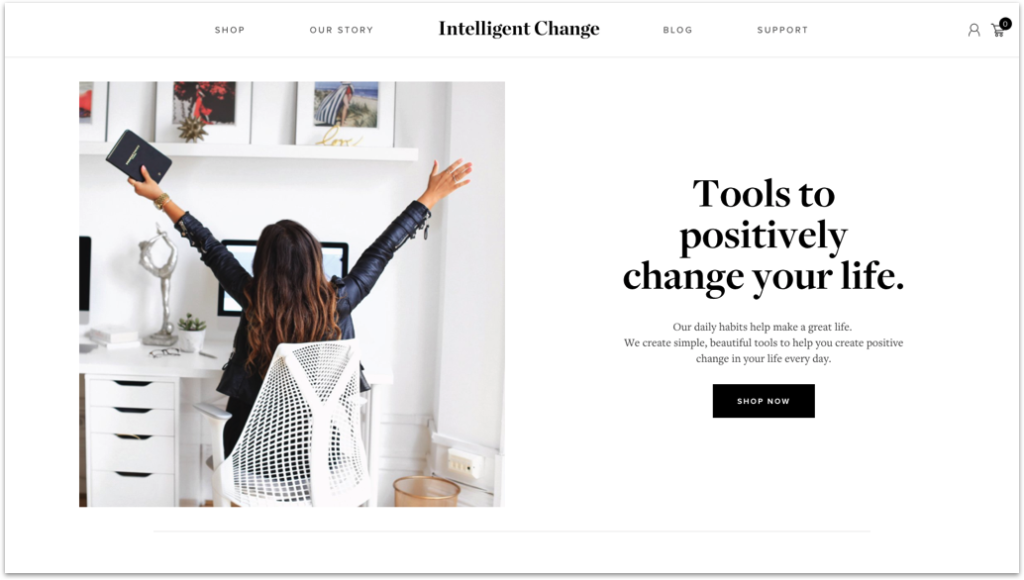 SHOP
OUR STORY
Intelligent Change
BLOG
SUPPORT
0
love
Tools to
positively
change your life.
Our daily habits help make a great life.
We create simple, beautiful tools to help you create positive
change in your life every day.
SHOP NOW